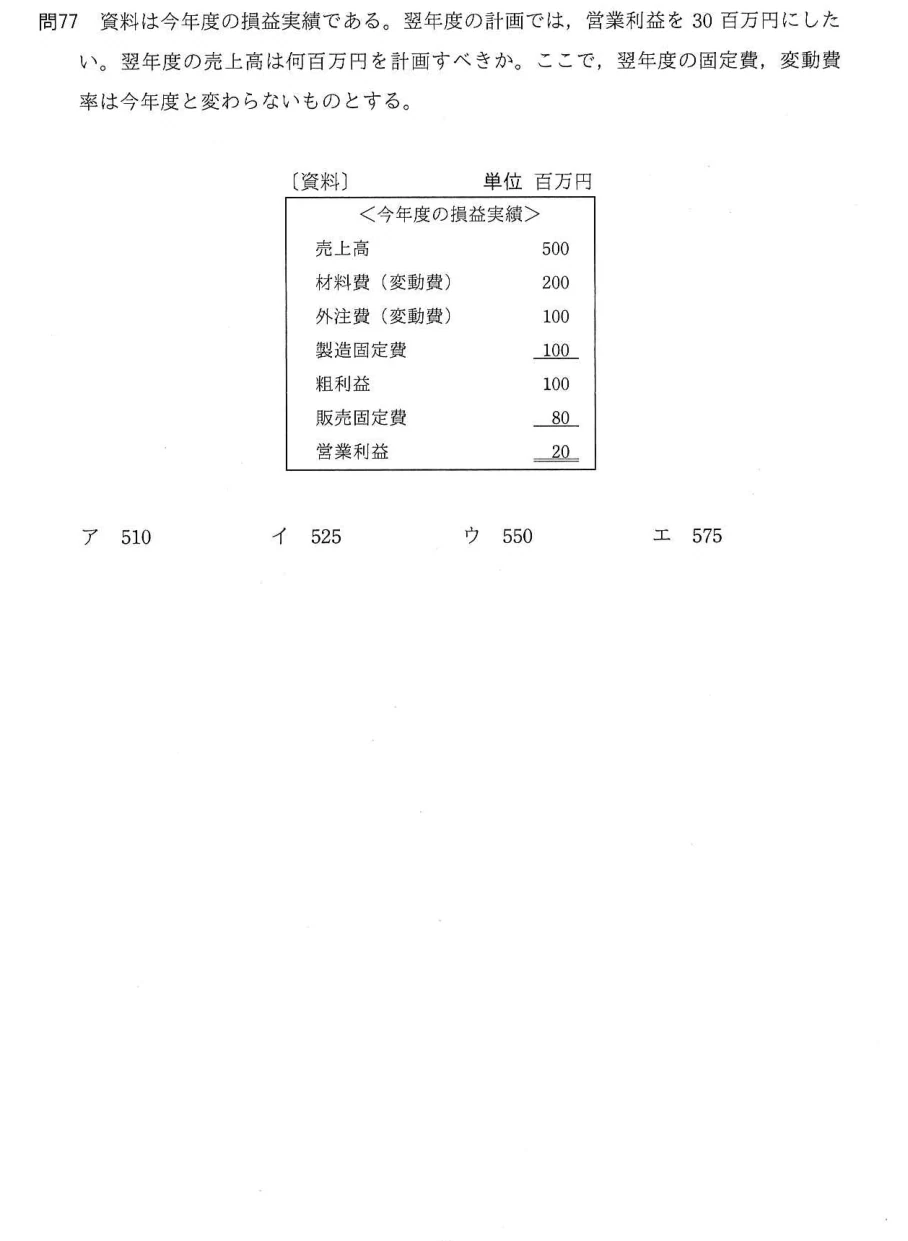 問77　資料は今年度の損益実績である。翌年度の計画では，営業利益を 30 百万円にした
い。翌年度の売上高は何百万円を計画すべきか。ここで，翌年度の固定費，変動費
率は今年度と変わらないものとする。
〔資料〕　単位 百万円
＜今年度の損益実績＞
売上高　500
材料費（変動費）　200
外注費（変動費）　100
製造固定費　100
粗利益　100
販売固定費　80
営業利益　20
ア　510　イ　525　ウ　550　エ　575